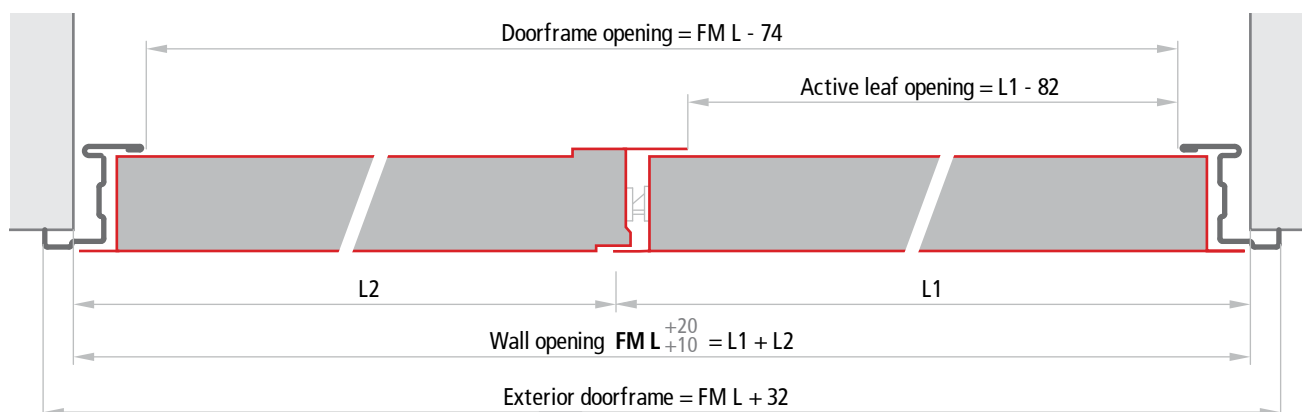 Doorframe opening = FM L - 74
Active leaf opening = L1 - 82
L2
L1
Wall opening FM L +20 +10 = L1 + L2
Exterior doorframe = FM L + 32